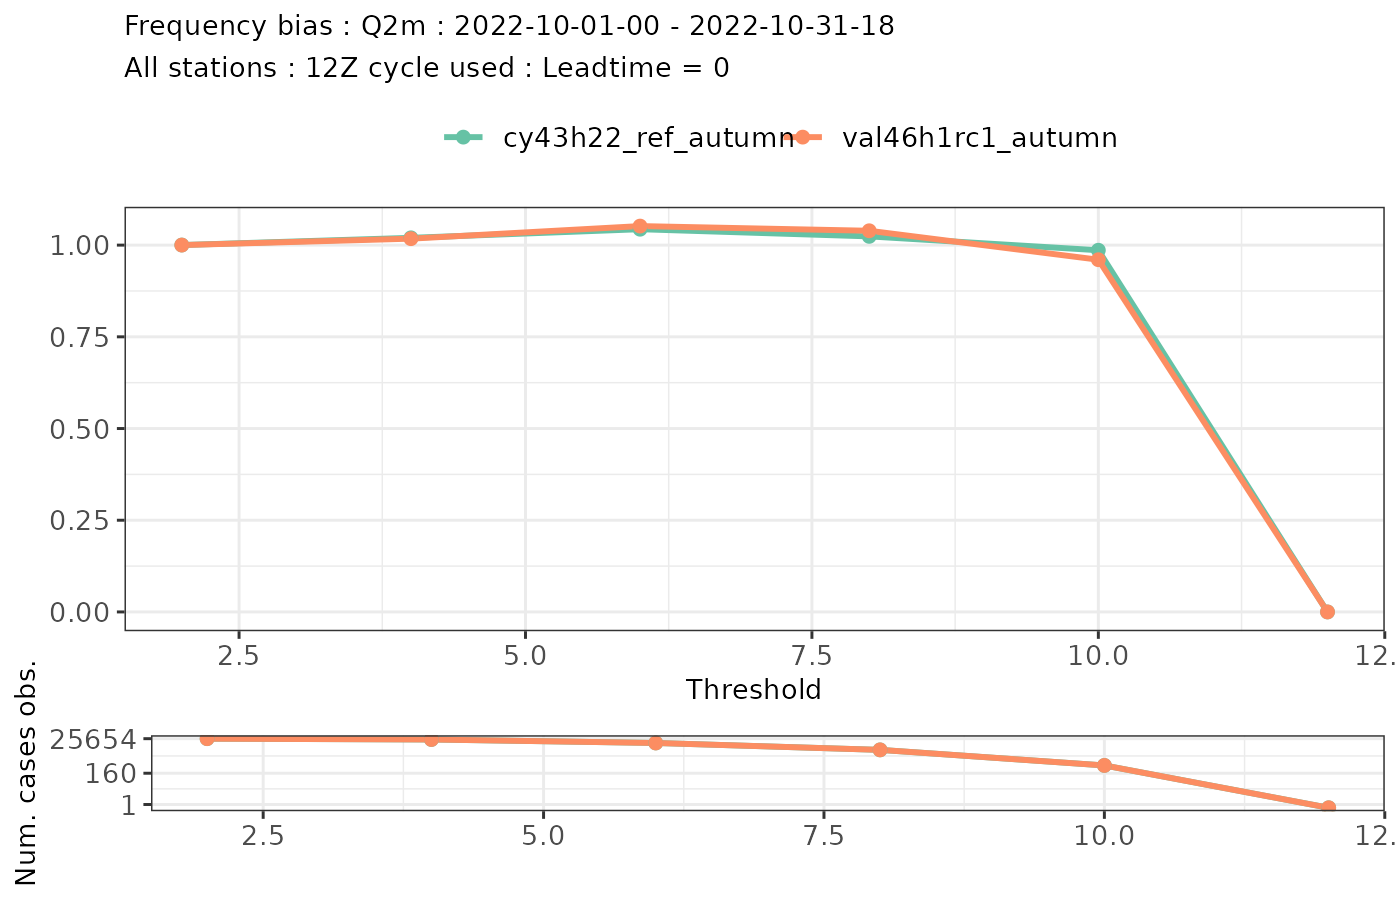 Frequency bias : Q2m : 2022-10-01-00 - 2022-10-31-18
All stations : 12Z cycle used : Leadtime = 0
cy43h22_ref_autumn val46h1rc1_autumn
1.00
0.75
0.50
0.25
0.00
2.5 5.0 7.5 10.0 12.
Threshold
Num. cases obs.
25654
160
1
2.5 5.0 7.5 10.0 12.